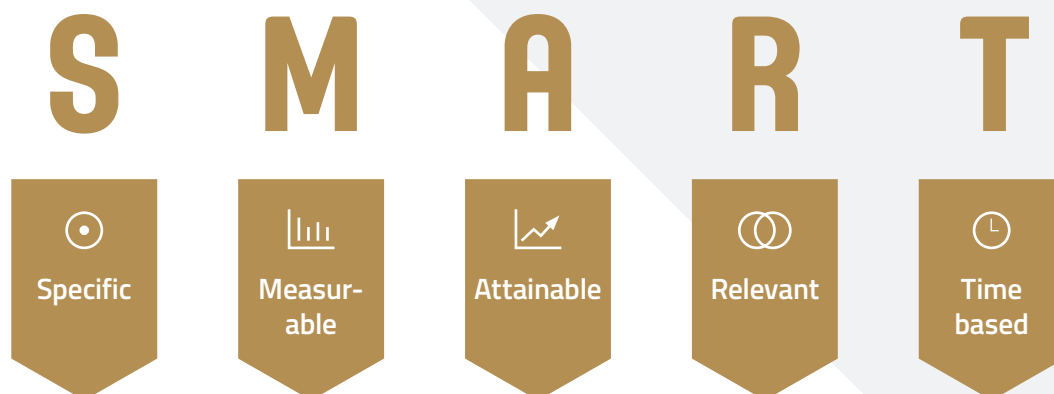 S M A R T
Specific
Measur-
able
Attainable
Relevant
Time
based